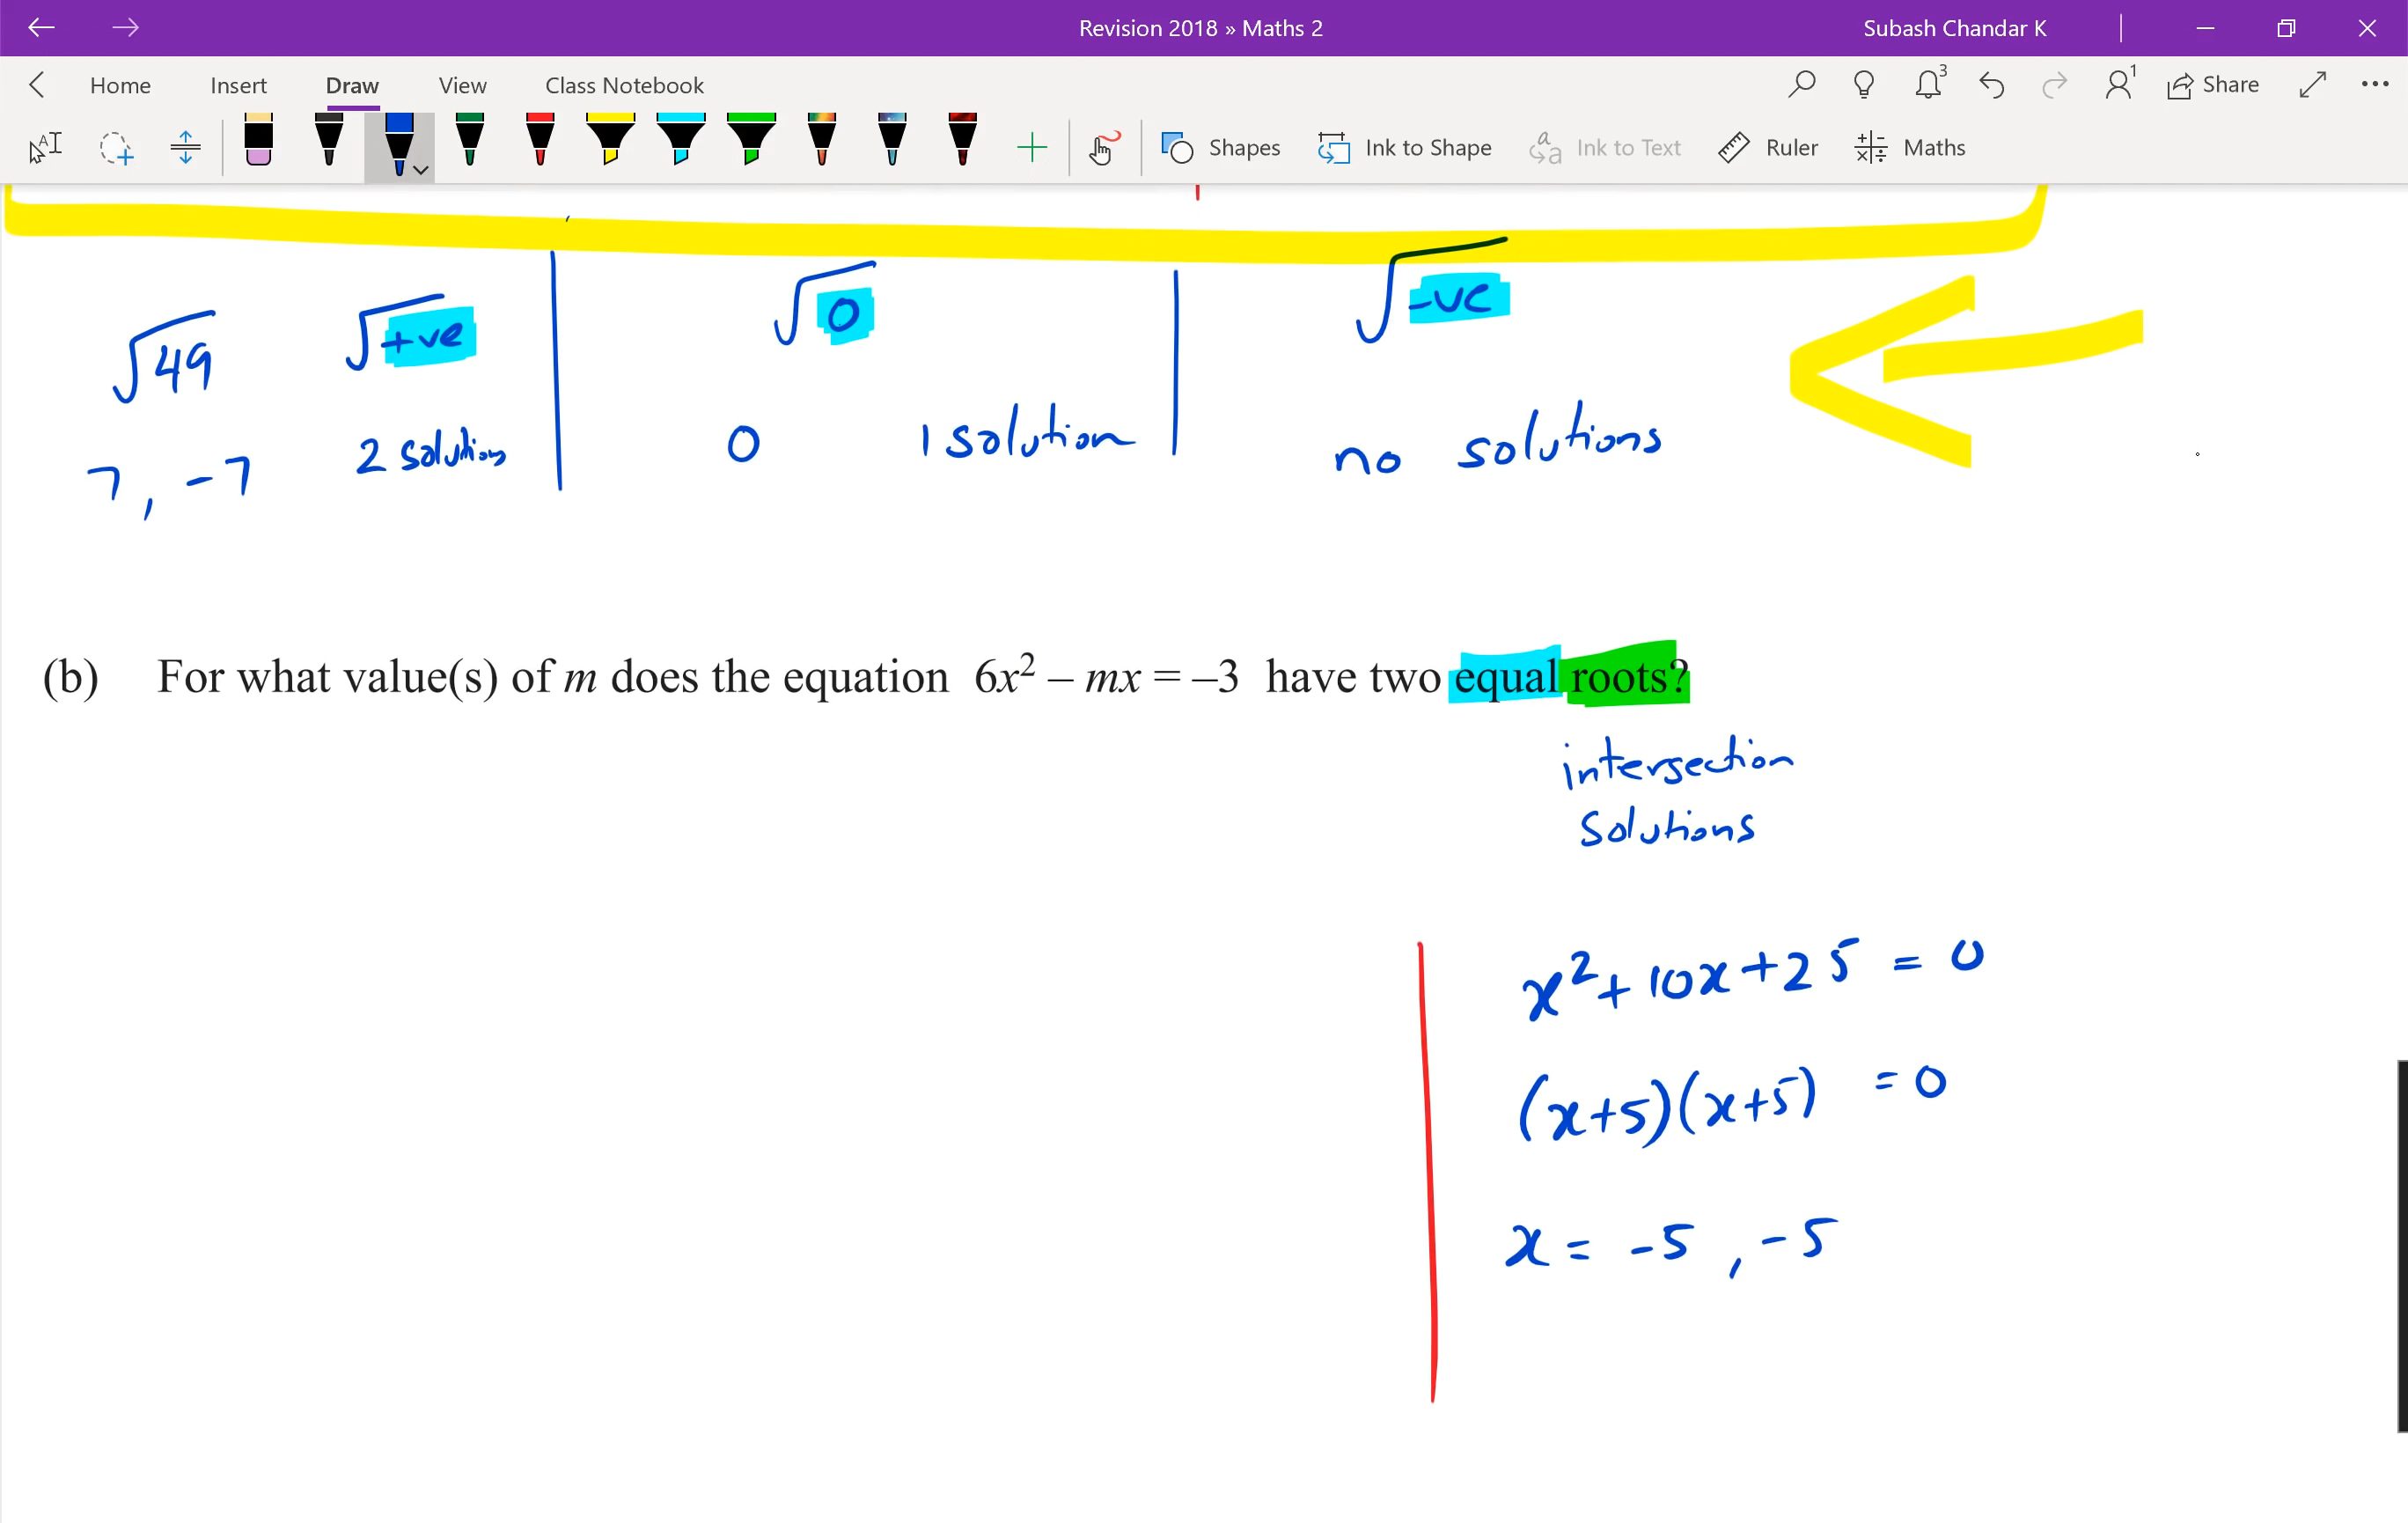 Revision 2018 » Maths 2
Subash Chandar K
Home Insert Draw View Class Notebook
3
1
Share
Shapes Ink to Shape Ink to Text Ruler Maths
√49 √+ve √0 √-ve
7, -7 2 solutions 0 1 solution no solutions
(b) For what value(s) of m does the equation 6x² – mx = –3 have two equal roots?
intersection
solutions
x² + 10x + 25 = 0
(x+5)(x+5) = 0
x = -5, -5